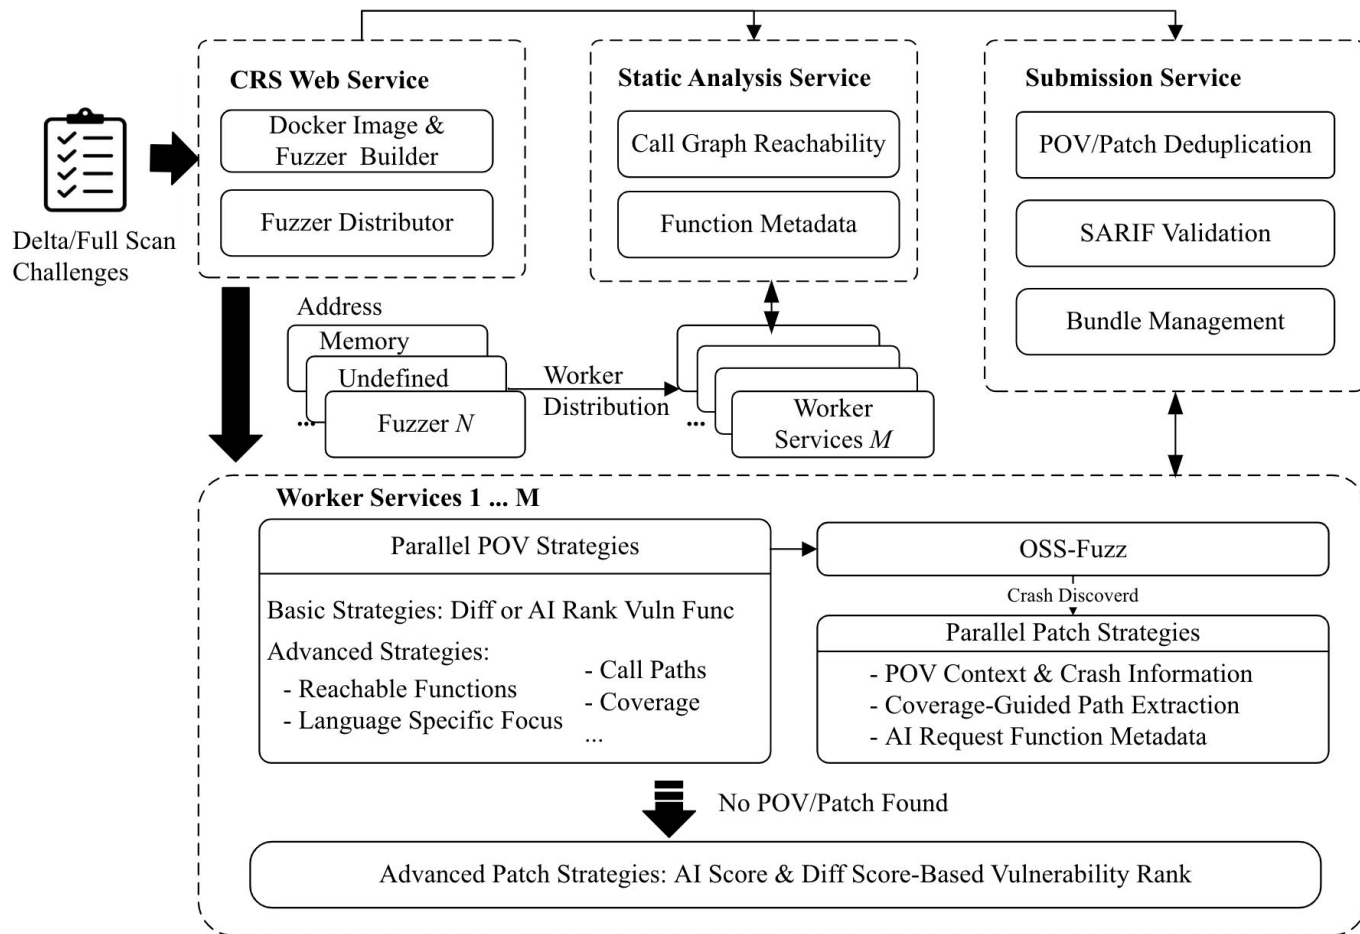 CRS Web Service
Docker Image &
Fuzzer Builder
Fuzzer Distributor
Static Analysis Service
Call Graph Reachability
Function Metadata
Submission Service
POV/Patch Deduplication
SARIF Validation
Bundle Management
Delta/Full Scan
Challenges
Address
Memory
Undefined
...
Fuzzer N
Worker
Distribution
...
Worker
Services M
Worker Services 1 ... M
Parallel POV Strategies
Basic Strategies: Diff or AI Rank Vuln Func
Advanced Strategies:
- Reachable Functions
- Language Specific Focus
- Call Paths
- Coverage
...
OSS-Fuzz
Crash Discoverd
Parallel Patch Strategies
- POV Context & Crash Information
- Coverage-Guided Path Extraction
- AI Request Function Metadata
No POV/Patch Found
Advanced Patch Strategies: AI Score & Diff Score-Based Vulnerability Rank